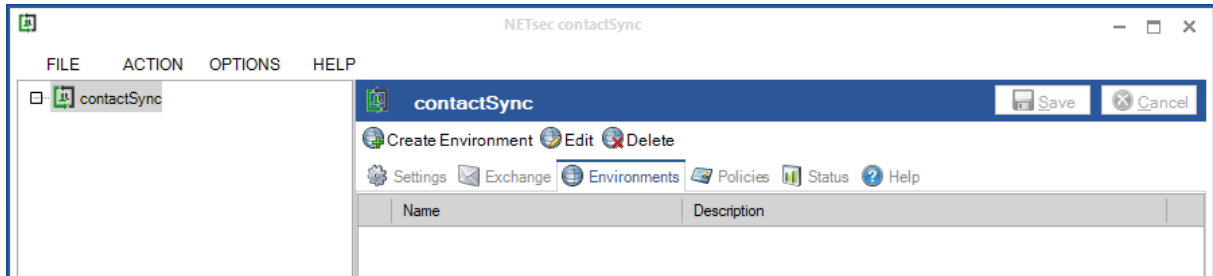 NETsec contactSync
FILE ACTION OPTIONS HELP
contactSync
contactSync Save Cancel
Create Environment Edit Delete
Settings Exchange Environments Policies Status Help
Name Description